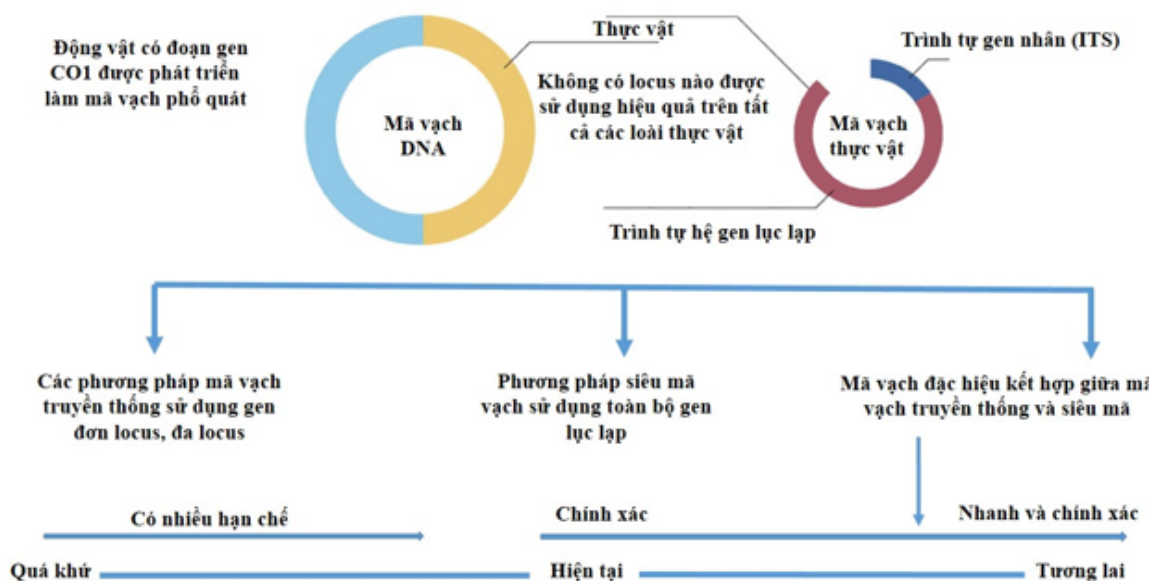 Động vật có đoạn gen
CO1 được phát triển
làm mã vạch phổ quát
Mã vạch
DNA
Thực vật
Không có locus nào được
sử dụng hiệu quả trên tất
cả các loài thực vật
Trình tự gen nhân (ITS)
Mã vạch
thực vật
Trình tự hệ gen lục lạp
Các phương pháp mã vạch
truyền thống sử dụng gen
đơn locus, đa locus
Phương pháp siêu mã
vạch sử dụng toàn bộ gen
lục lạp
Mã vạch đặc hiệu kết hợp giữa mã
vạch truyền thống và siêu mã
Có nhiều hạn chế
Chính xác
Nhanh và chính xác
Quá khứ
Hiện tại
Tương lai